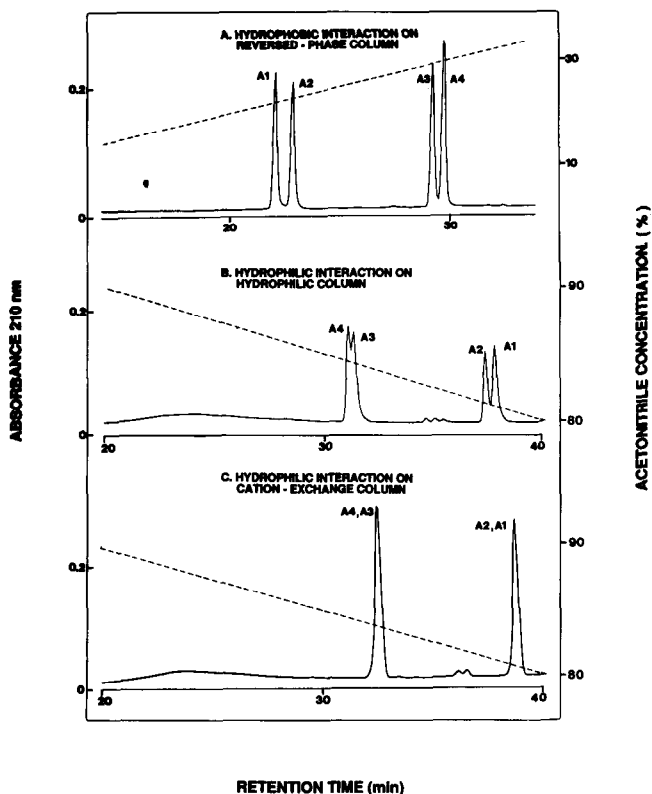 A. HYDROPHOBIC INTERACTION ON
REVERSED - PHASE COLUMN
A1
A2
A3
A4
0.2
0
30
10
20
30
B. HYDROPHILIC INTERACTION ON
HYDROPHILIC COLUMN
A4
A3
A2
A1
0.2
0
90
80
20
30
40
C. HYDROPHILIC INTERACTION ON
CATION - EXCHANGE COLUMN
A4,A3
A2,A1
0.2
0
90
80
20
30
40
ABSORBANCE 210 nm
ACETONITRILE CONCENTRATION. ( % )
RETENTION TIME (min)